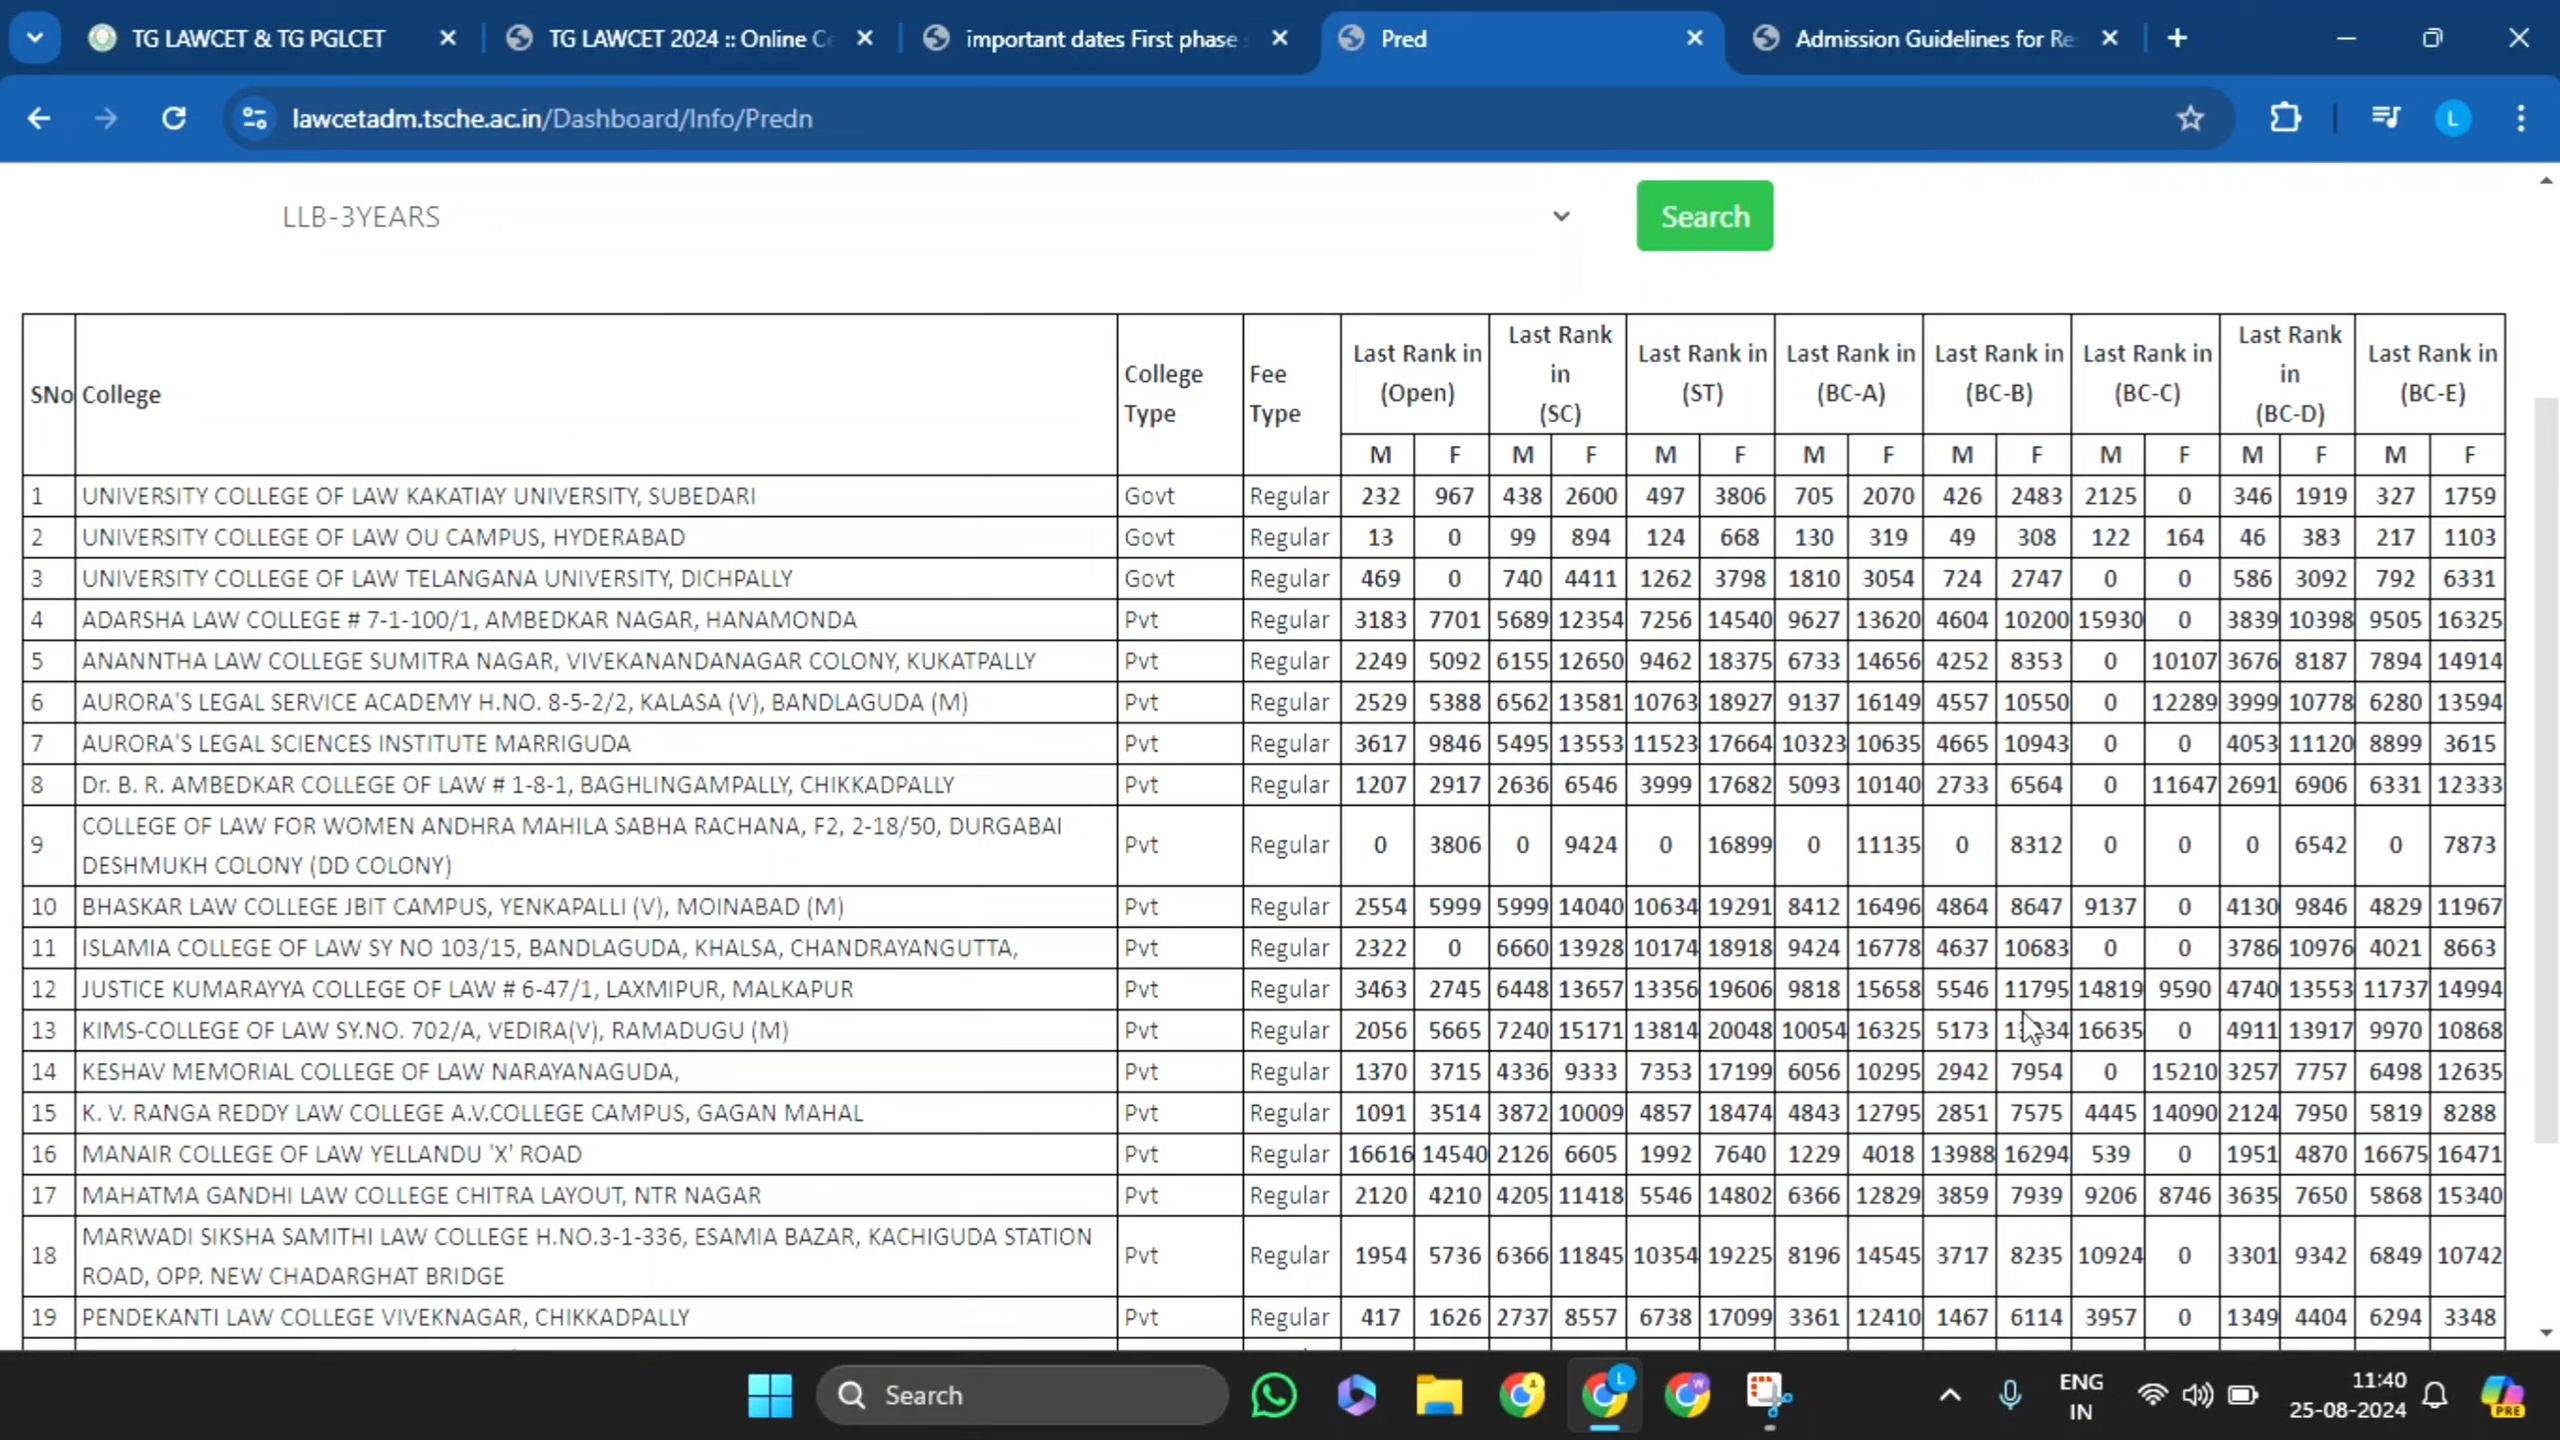 TG LAWCET & TG PGLCET
TG LAWCET 2024 :: Online Ce
important dates First phase
Pred
Admission Guidelines for Re
lawcetadm.tsche.ac.in/Dashboard/Info/Predn
LLB-3YEARS
Search
SNo College College Type Fee Type Last Rank in (Open) Last Rank in (SC) Last Rank in (ST) Last Rank in (BC-A) Last Rank in (BC-B) Last Rank in (BC-C) Last Rank in (BC-D) Last Rank in (BC-E)
M F M F M F M F M F M F M F M F
1 UNIVERSITY COLLEGE OF LAW KAKATIAY UNIVERSITY, SUBEDARI Govt Regular 232 967 438 2600 497 3806 705 2070 426 2483 2125 0 346 1919 327 1759
2 UNIVERSITY COLLEGE OF LAW OU CAMPUS, HYDERABAD Govt Regular 13 0 99 894 124 668 130 319 49 308 122 164 46 383 217 1103
3 UNIVERSITY COLLEGE OF LAW TELANGANA UNIVERSITY, DICHPALLY Govt Regular 469 0 740 4411 1262 3798 1810 3054 724 2747 0 0 586 3092 792 6331
4 ADARSHA LAW COLLEGE # 7-1-100/1, AMBEDKAR NAGAR, HANAMONDA Pvt Regular 3183 7701 5689 12354 7256 14540 9627 13620 4604 10200 15930 0 3839 10398 9505 16325
5 ANANNTHA LAW COLLEGE SUMITRA NAGAR, VIVEKANANDANAGAR COLONY, KUKATPALLY Pvt Regular 2249 5092 6155 12650 9462 18375 6733 14656 4252 8353 0 10107 3676 8187 7894 14914
6 AURORA'S LEGAL SERVICE ACADEMY H.NO. 8-5-2/2, KALASA (V), BANDLAGUDA (M) Pvt Regular 2529 5388 6562 13581 10763 18927 9137 16149 4557 10550 0 12289 3999 10778 6280 13594
7 AURORA'S LEGAL SCIENCES INSTITUTE MARRIGUDA Pvt Regular 3617 9846 5495 13553 11523 17664 10323 10635 4665 10943 0 0 4053 11120 8899 3615
8 Dr. B. R. AMBEDKAR COLLEGE OF LAW # 1-8-1, BAGHLINGAMPALLY, CHIKKADPALLY Pvt Regular 1207 2917 2636 6546 3999 17682 5093 10140 2733 6564 0 11647 2691 6906 6331 12333
9 COLLEGE OF LAW FOR WOMEN ANDHRA MAHILA SABHA RACHANA, F2, 2-18/50, DURGABAI
DESHMUKH COLONY (DD COLONY) Pvt Regular 0 3806 0 9424 0 16899 0 11135 0 8312 0 0 0 6542 0 7873
10 BHASKAR LAW COLLEGE JBIT CAMPUS, YENKAPALLI (V), MOINABAD (M) Pvt Regular 2554 5999 5999 14040 10634 19291 8412 16496 4864 8647 9137 0 4130 9846 4829 11967
11 ISLAMIA COLLEGE OF LAW SY NO 103/15, BANDLAGUDA, KHALSA, CHANDRAYANGUTTA, Pvt Regular 2322 0 6660 13928 10174 18918 9424 16778 4637 10683 0 0 3786 10976 4021 8663
12 JUSTICE KUMARAYYA COLLEGE OF LAW # 6-47/1, LAXMIPUR, MALKAPUR Pvt Regular 3463 2745 6448 13657 13356 19606 9818 15658 5546 11795 14819 9590 4740 13553 11737 14994
13 KIMS-COLLEGE OF LAW SY.NO. 702/A, VEDIRA(V), RAMADUGU (M) Pvt Regular 2056 5665 7240 15171 13814 20048 10054 16325 5173 16635 0 4911 13917 9970 10868
14 KESHAV MEMORIAL COLLEGE OF LAW NARAYANAGUDA, Pvt Regular 1370 3715 4336 9333 7353 17199 6056 10295 2942 7954 0 15210 3257 7757 6498 12635
15 K. V. RANGA REDDY LAW COLLEGE A.V.COLLEGE CAMPUS, GAGAN MAHAL Pvt Regular 1091 3514 3872 10009 4857 18474 4843 12795 2851 7575 4445 14090 2124 7950 5819 8288
16 MANAIR COLLEGE OF LAW YELLANDU 'X' ROAD Pvt Regular 16616 14540 2126 6605 1992 7640 1229 4018 13988 16294 539 0 1951 4870 16675 16471
17 MAHATMA GANDHI LAW COLLEGE CHITRA LAYOUT, NTR NAGAR Pvt Regular 2120 4210 4205 11418 5546 14802 6366 12829 3859 7939 9206 8746 3635 7650 5868 15340
18 MARWADI SIKSHA SAMITHI LAW COLLEGE H.NO.3-1-336, ESAMIA BAZAR, KACHIGUDA STATION
ROAD, OPP. NEW CHADARGHAT BRIDGE Pvt Regular 1954 5736 6366 11845 10354 19225 8196 14545 3717 8235 10924 0 3301 9342 6849 10742
19 PENDEKANTI LAW COLLEGE VIVEKNAGAR, CHIKKADPALLY Pvt Regular 417 1626 2737 8557 6738 17099 3361 12410 1467 6114 3957 0 1349 4404 6294 3348
Search
ENG
IN
11:40
25-08-2024
PRE
L
L
W